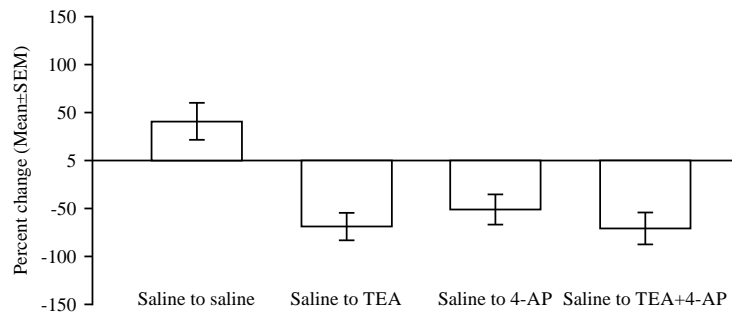 Percent change (Mean±SEM)
150
100
50
5
-50
-100
-150
Saline to saline
Saline to TEA
Saline to 4-AP
Saline to TEA+4-AP